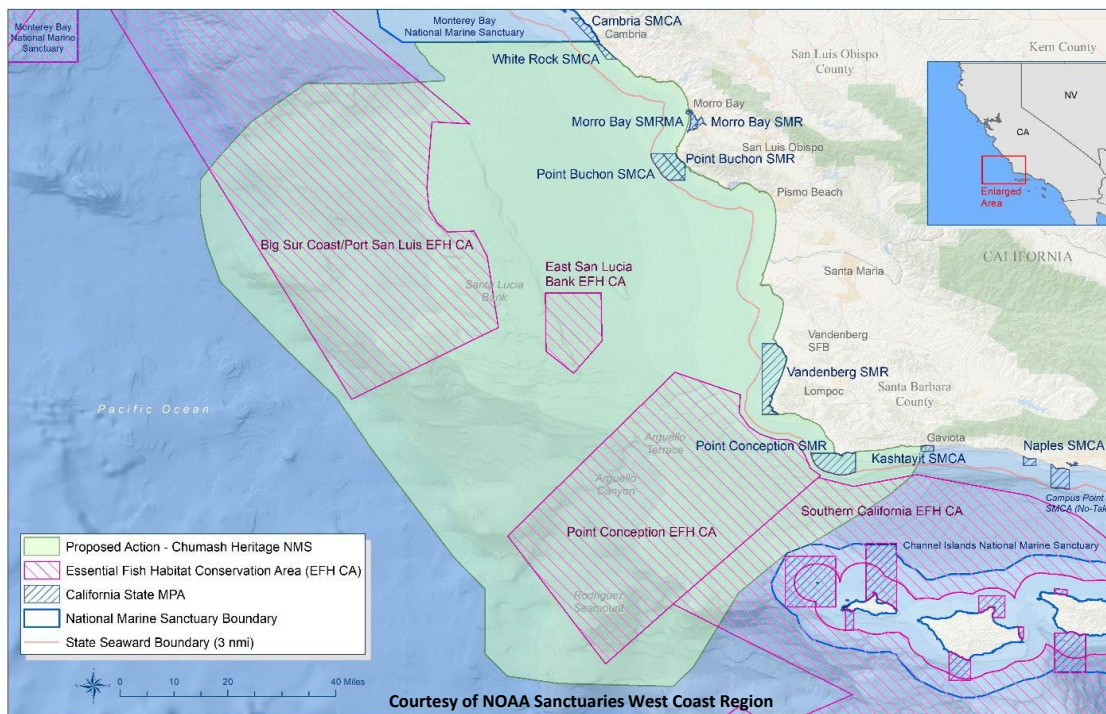 Monterey Bay
National Marine
Sanctuary
Monterey Bay
National Marine Sanctuary
Cambria SMCA
Cambria
White Rock SMCA
San Luis Obispo
County
Kern County
NV
CA
Enlarged
Area
Morro Bay
Morro Bay SMRMA
Morro Bay SMR
San Luis Obispo
Point Buchon SMR
Point Buchon SMCA
Pismo Beach
Big Sur Coast/Port San Luis EFH CA
CALIFORNIA
East San Lucia
Bank EFH CA
Santa Maria
Santa Lucia
Bank
Vandenberg
SFB
Vandenberg SMR
Lompoc
Santa Barbara
County
Pacific Ocean
Point Conception SMR
Arguello
Terrace
Gaviota
Kashtayit SMCA
Naples SMCA
Arguello
Canyon
Campus Point
SMCA (No-Tak
Southern California EFH CA
Point Conception EFH CA
Channel Islands National Marine Sanctuary
Rodriguez
Seamount
Proposed Action - Chumash Heritage NMS
Essential Fish Habitat Conservation Area (EFH CA)
California State MPA
National Marine Sanctuary Boundary
State Seaward Boundary (3 nmi)
0 10 20 40 Miles
Courtesy of NOAA Sanctuaries West Coast Region